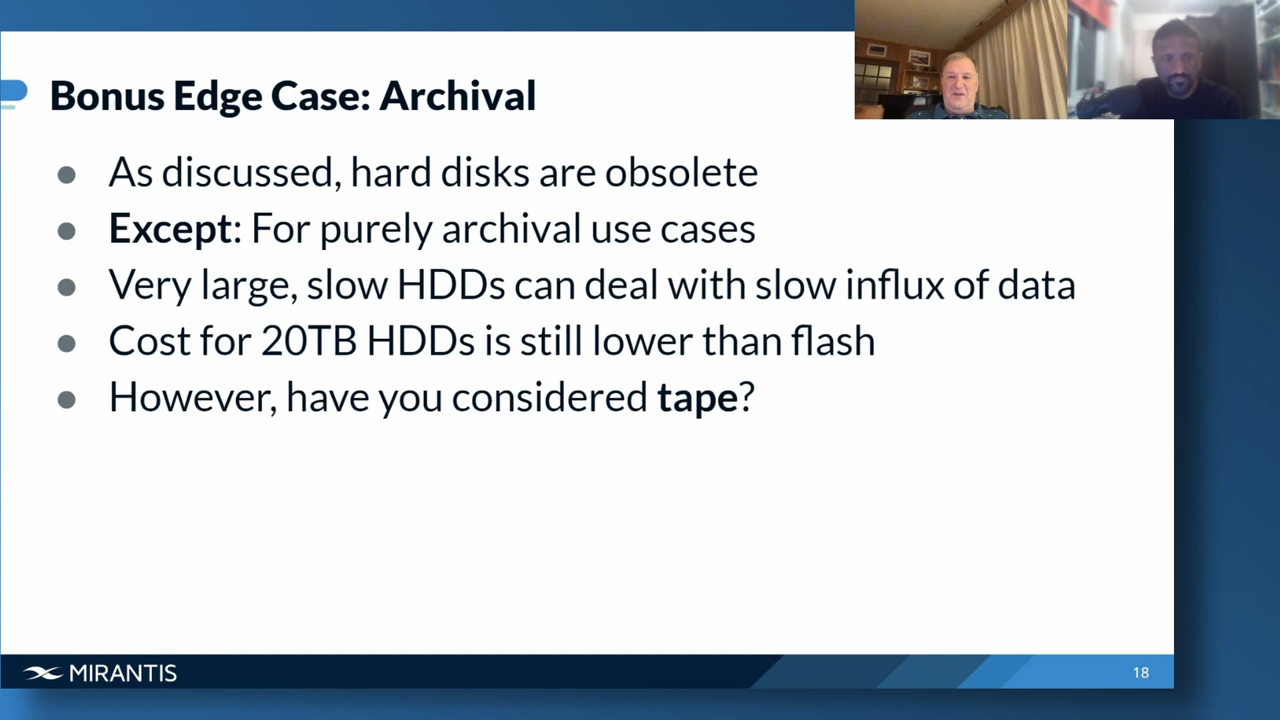 Bonus Edge Case: Archival
● As discussed, hard disks are obsolete
● Except: For purely archival use cases
● Very large, slow HDDs can deal with slow influx of data
● Cost for 20TB HDDs is still lower than flash
● However, have you considered tape?
MIRANTIS
18